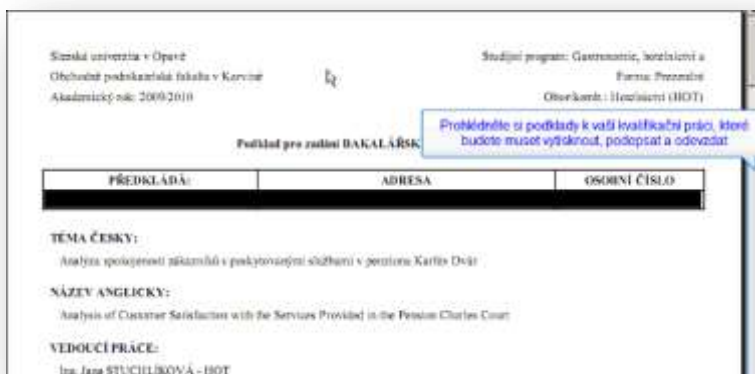 Slezská univerzita v Opavě
Studijní program: Gastronomie, hotelnictví a
Obchodně podnikatelská fakulta v Karviné
Forma: Prezenční
Akademický rok: 2009/2010
Obor/komb.: Hotelnictví (HOT)
Prohlédněte si podklady k vaší kvalifikační práci, které
budete muset vytisknout, podepsat a odevzdat
Podklad pro zadání BAKALÁŘSK
PŘEDKLÁDÁ: ADRESA OSOBNÍ ČÍSLO
TÉMA ČESKY:
Analýza spokojenosti zákazníků s poskytovanými službami v penzionu Karlův Dvůr
NÁZEV ANGLICKY:
Analysis of Customer Satisfaction with the Services Provided in the Pension Charles Court
VEDOUCÍ PRÁCE:
Ing. Jana STUCHLÍKOVÁ - HOT